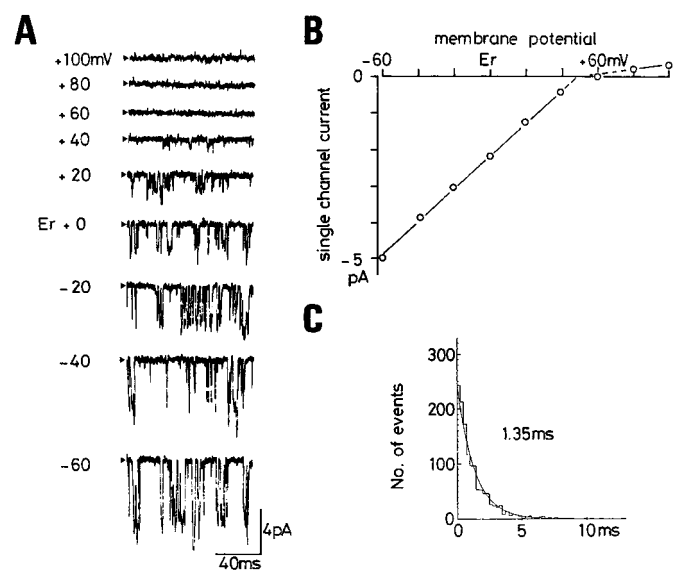 A
+100mV
+80
+60
+40
+20
Er + 0
-20
-40
-60
4pA
40ms
B
membrane potential
-60 Er +60mV
0
single channel current
-5
pA
C
300
200
100
0
No. of events
1.35ms
0 5 10ms